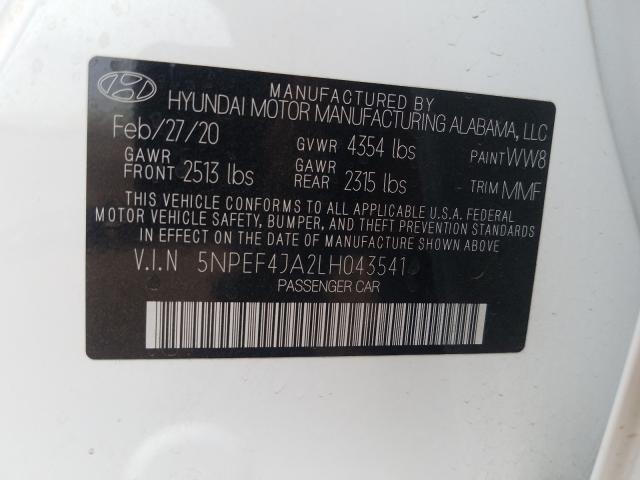 MANUFACTURED BY
HYUNDAI MOTOR MANUFACTURING ALABAMA, LLC
Feb/27/20 GVWR 4354 lbs PAINT WW8
GAWR FRONT 2513 lbs GAWR REAR 2315 lbs TRIM MMF
THIS VEHICLE CONFORMS TO ALL APPLICABLE U.S.A. FEDERAL
MOTOR VEHICLE SAFETY, BUMPER, AND THEFT PREVENTION STANDARDS
IN EFFECT ON THE DATE OF MANUFACTURE SHOWN ABOVE.
V.I.N 5NPEF4JA2LH043541
PASSENGER CAR